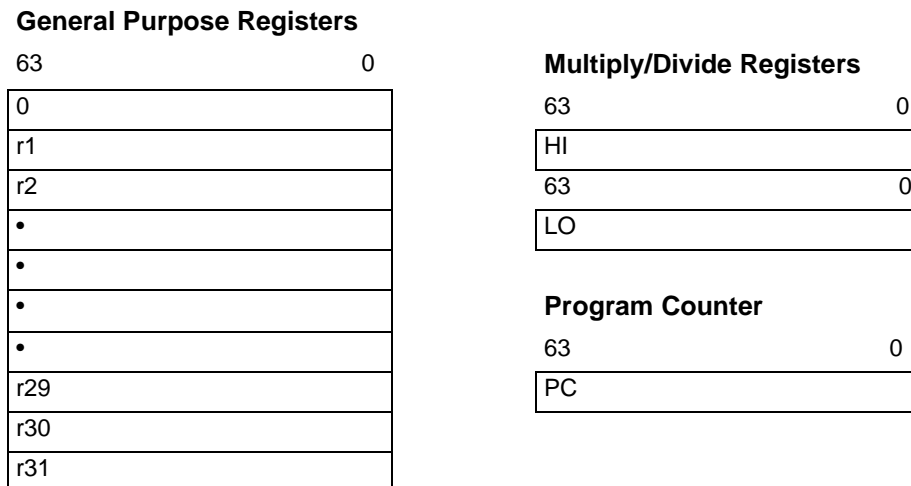 General Purpose Registers
63 0
0
r1
r2
•
•
•
•
r29
r30
r31
Multiply/Divide Registers
63 0
HI
63 0
LO
Program Counter
63 0
PC